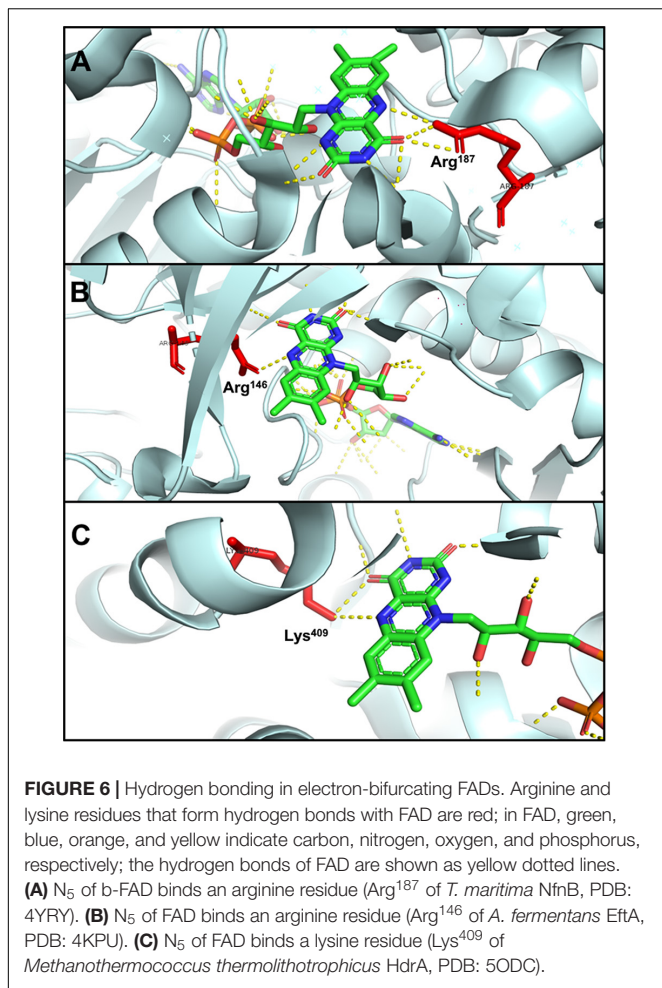 A
Arg187
ARG 187
B
Arg146
C
Lys409
FIGURE 6 | Hydrogen bonding in electron-bifurcating FADs. Arginine and
lysine residues that form hydrogen bonds with FAD are red; in FAD, green,
blue, orange, and yellow indicate carbon, nitrogen, oxygen, and phosphorus,
respectively; the hydrogen bonds of FAD are shown as yellow dotted lines.
(A) N5 of b-FAD binds an arginine residue (Arg187 of T. maritima NfnB, PDB:
4YRY). (B) N5 of FAD binds an arginine residue (Arg146 of A. fermentans EftA,
PDB: 4KPU). (C) N5 of FAD binds a lysine residue (Lys409 of
Methanothermococcus thermolithotrophicus HdrA, PDB: 5ODC).